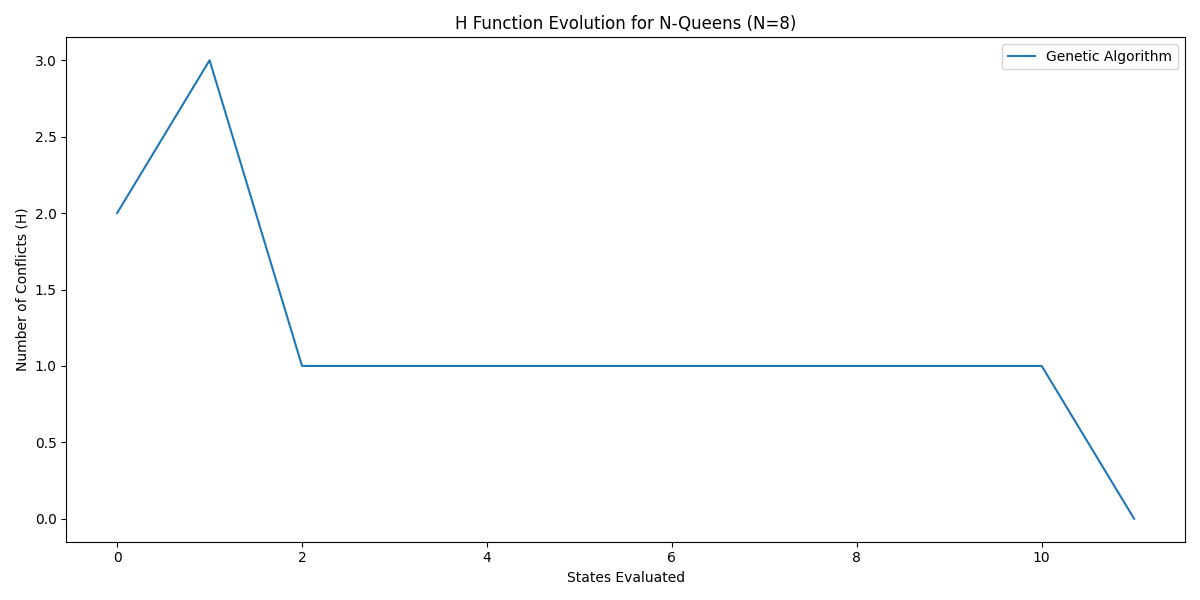 H Function Evolution for N-Queens (N=8)
Genetic Algorithm
Number of Conflicts (H)
3.0
2.5
2.0
1.5
1.0
0.5
0.0
0 2 4 6 8 10
States Evaluated